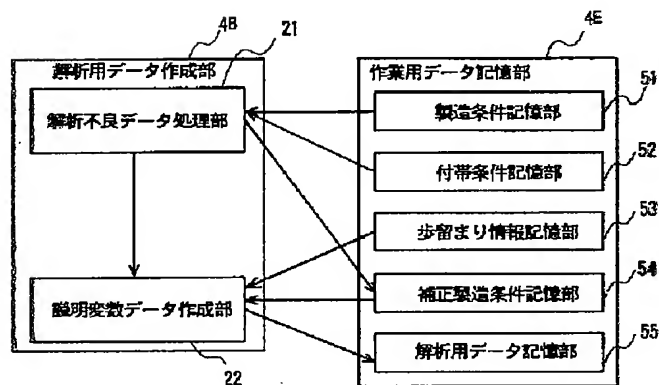 4B
21
解析用データ作成部
解析不良データ処理部
説明変数データ作成部
22
4E
作業用データ記憶部
製造条件記憶部
51
付帯条件記憶部
52
歩留まり情報記憶部
53
補正製造条件記憶部
54
解析用データ記憶部
55